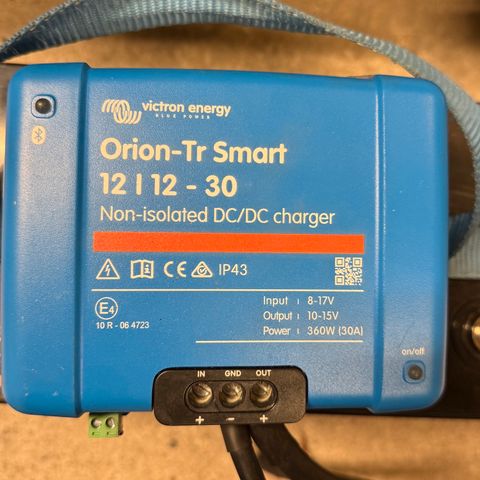 victron energy
BLUE POWER
Orion-Tr Smart
12 | 12 - 30
Non-isolated DC/DC charger
CE IP43
E4
10 R - 06 4723
Input : 8-17V
Output : 10-15V
Power : 360W (30A)
on/off
IN GND OUT
+ - +